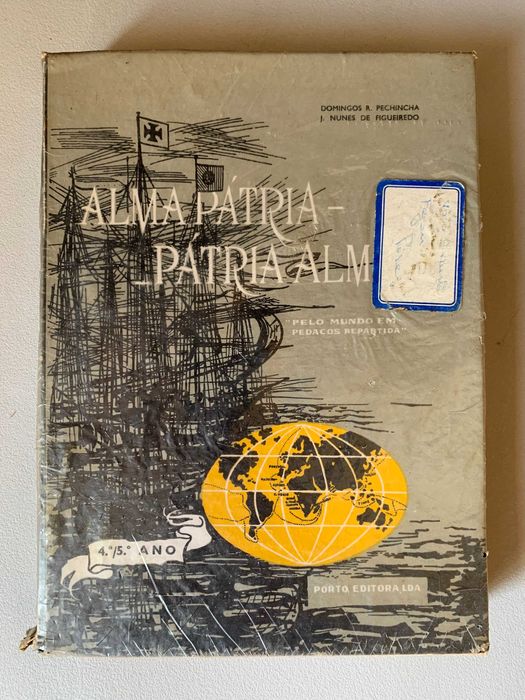 DOMINGOS R. PECHINCHA
J. NUNES DE FIGUEIREDO
ALMA PÁTRIA-
-PÁTRIA ALM
"PELO MUNDO EM
PEDAÇOS REPARTIDA"
4.º/5.º ANO
PORTO EDITORA LDA